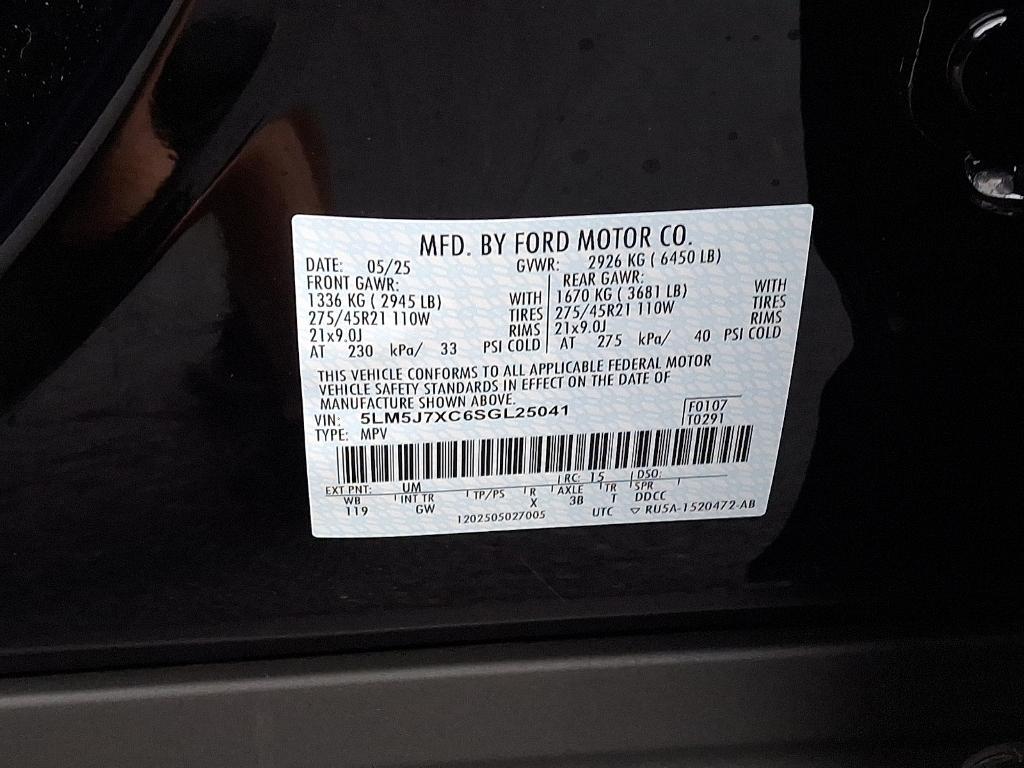 MFD. BY FORD MOTOR CO.
DATE: 05/25 GVWR: 2926 KG ( 6450 LB)
FRONT GAWR: REAR GAWR:
1336 KG ( 2945 LB) WITH 1670 KG ( 3681 LB) WITH
275/45R21 110W TIRES 275/45R21 110W TIRES
21x9.0J RIMS 21x9.0J RIMS
AT 230 kPa/ 33 PSI COLD AT 275 kPa/ 40 PSI COLD
THIS VEHICLE CONFORMS TO ALL APPLICABLE FEDERAL MOTOR
VEHICLE SAFETY STANDARDS IN EFFECT ON THE DATE OF
MANUFACTURE SHOWN ABOVE.
VIN: 5LM5J7XC6SGL25041 F0107
TYPE: MPV T0291
EXT PNT: UM RC: 15 DSO:
WB INT TR TP/PS R AXLE TR SPR
119 GW X 3B T DDCC
1202505027005 UTC ▽ RU5A-1520472-AB